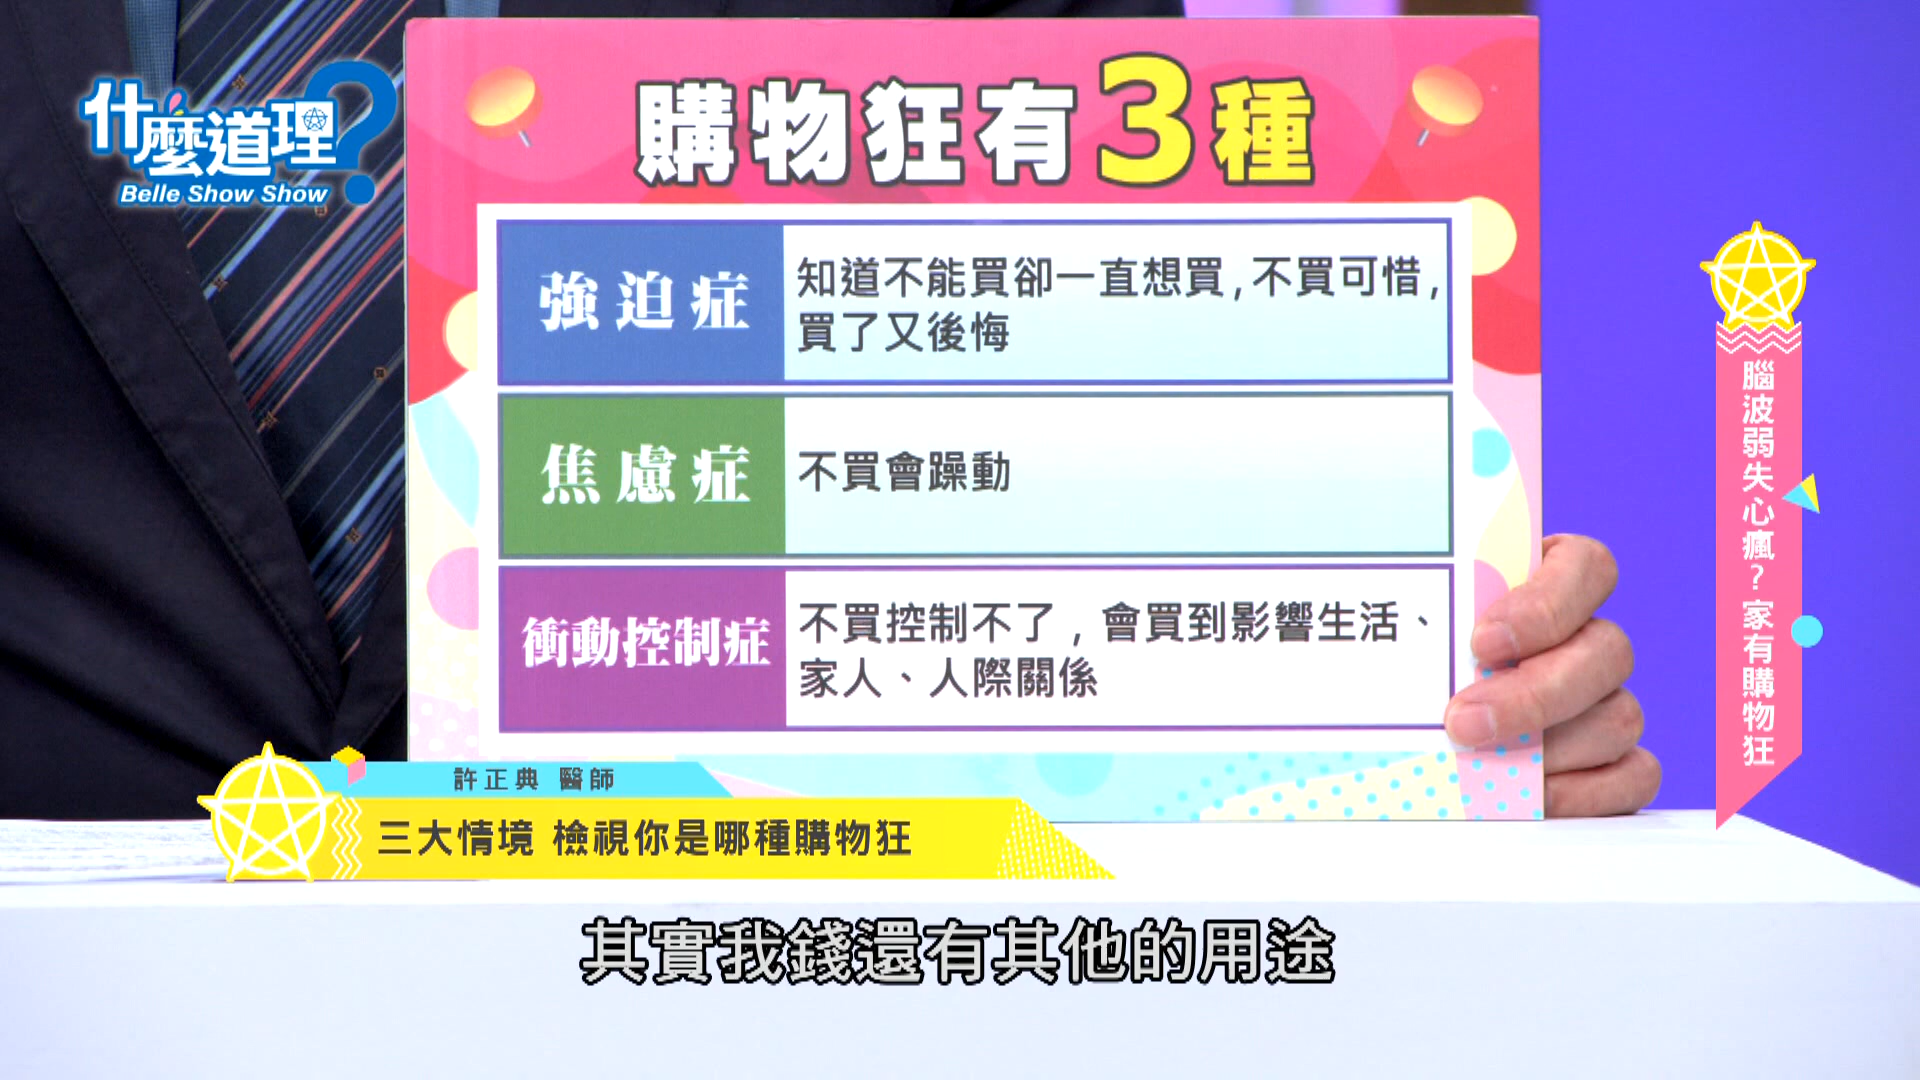 什麼道理?
Belle Show Show
購物狂有3種
強迫症
知道不能買卻一直想買,不買可惜,
買了又後悔
焦慮症
不買會躁動
衝動控制症
不買控制不了,會買到影響生活、
家人、人際關係
腦波弱失心瘋?家有購物狂
許正典 醫師
三大情境 檢視你是哪種購物狂
其實我錢還有其他的用途